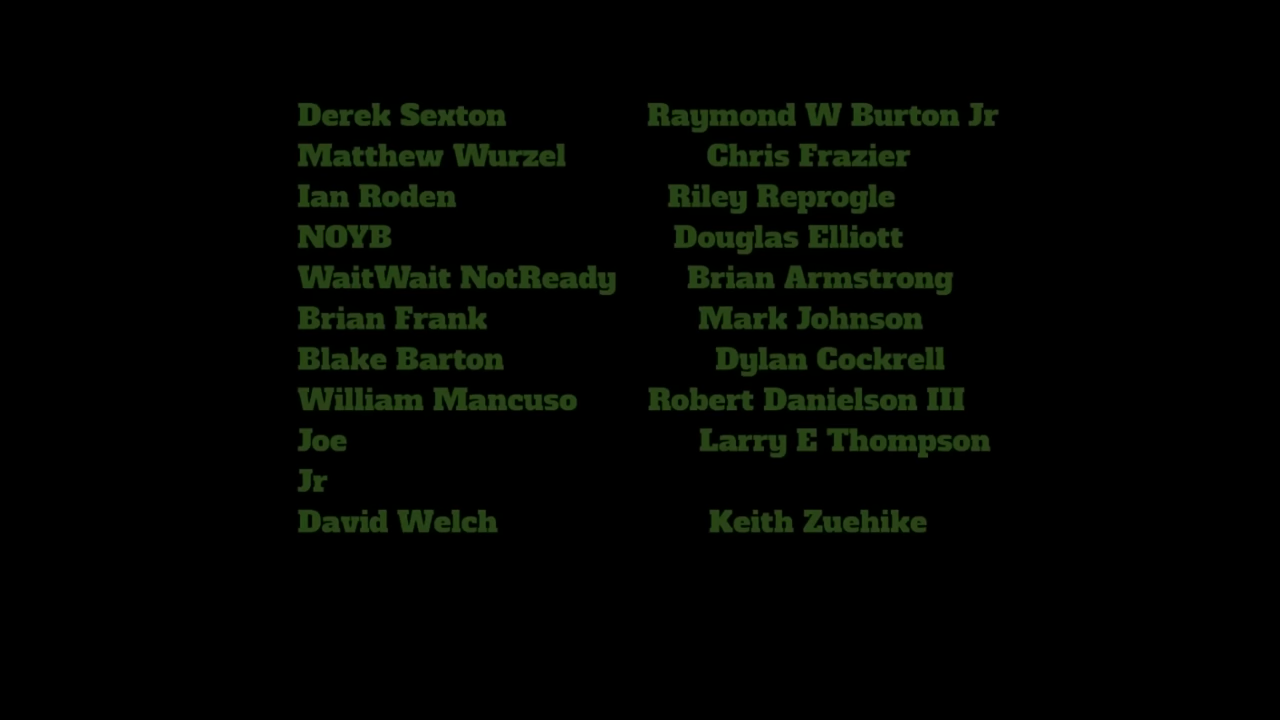 Derek Sexton Raymond W Burton Jr
Matthew Wurzel Chris Frazier
Ian Roden Riley Reprogle
NOYB Douglas Elliott
WaitWait NotReady Brian Armstrong
Brian Frank Mark Johnson
Blake Barton Dylan Cockrell
William Mancuso Robert Danielson III
Joe Larry E Thompson
Jr
David Welch Keith Zuehike